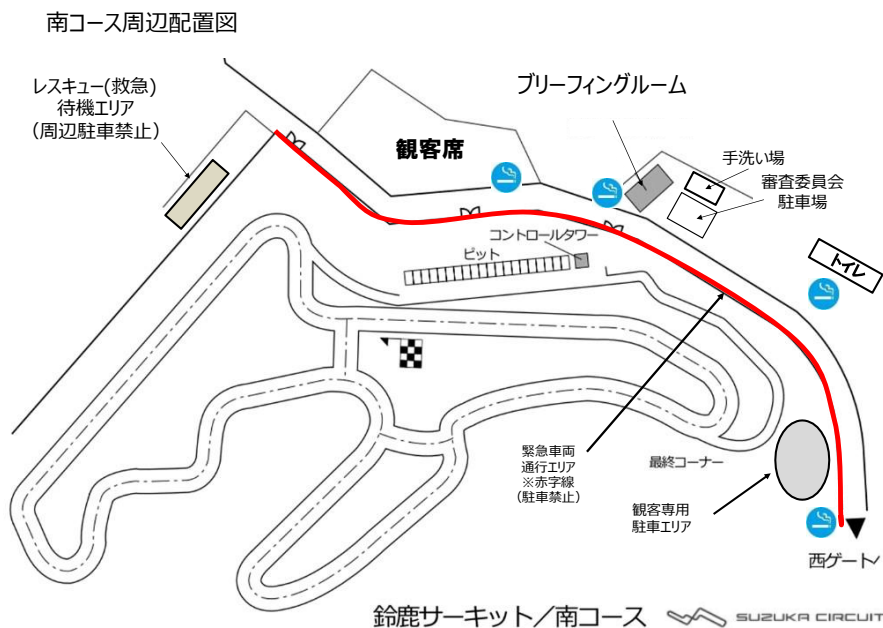 南コース周辺配置図
レスキュー(救急)
待機エリア
（周辺駐車禁止）
ブリーフィングルーム
観客席
手洗い場
審査委員会
駐車場
コントロールタワー
ピット
トイレ
緊急車両
通行エリア
※赤字線
（駐車禁止）
最終コーナー
観客専用
駐車エリア
西ゲート/
鈴鹿サーキット／南コース
SUZUKA CIRCUIT